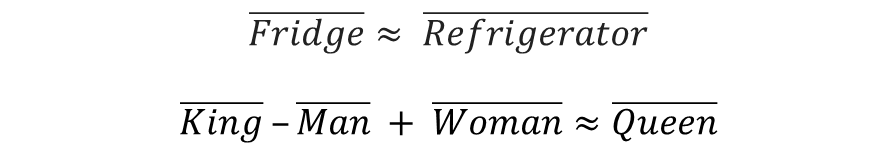 Fridge ≈ Refrigerator
King – Man + Woman ≈ Queen